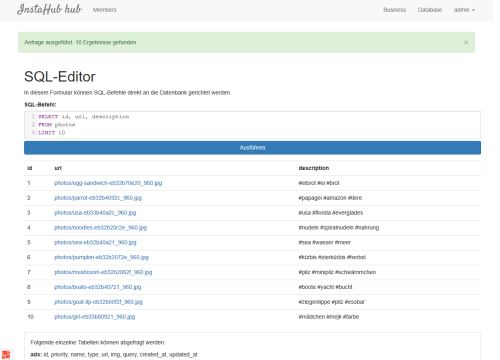 InstaHub hub Members Business Database admin
Anfrage ausgeführt. 10 Ergebnisse gefunden. ×
SQL-Editor
In diesem Formular können SQL-Befehle direkt an die Datenbank gerichtet werden.
SQL-Befehl:
1 SELECT id, url, description
2 FROM photos
3 LIMIT 10
Ausführen
id url description
1 photos/egg-sandwich-eb32b70e20_960.jpg #eibrot #ei #brot
2 photos/parrot-eb32b4092c_960.jpg #papagei #amazon #tiere
3 photos/usa-eb33b40a2c_960.jpg #usa #florida #everglades
4 photos/noodles-eb32b20c2e_960.jpg #nudeln #spiralnudeln #nahrung
5 photos/sea-eb32b40a21_960.jpg #sea #wasser #meer
6 photos/pumpkin-eb32b2072e_960.jpg #kürbis #zierkürbis #herbst
7 photos/mushroom-eb32b2062f_960.jpg #pilz #minipilz #schwämmchen
8 photos/boats-eb32b40721_960.jpg #boote #yacht #bucht
9 photos/goat-lip-eb32b50f2f_960.jpg #ziegenlippe #pilz #essbar
10 photos/girl-eb33b80921_960.jpg #mädchen #mejk #farbe
Folgende einzelne Tabellen können abgefragt werden:
ads: id, priority, name, type, url, img, query, created_at, updated_at